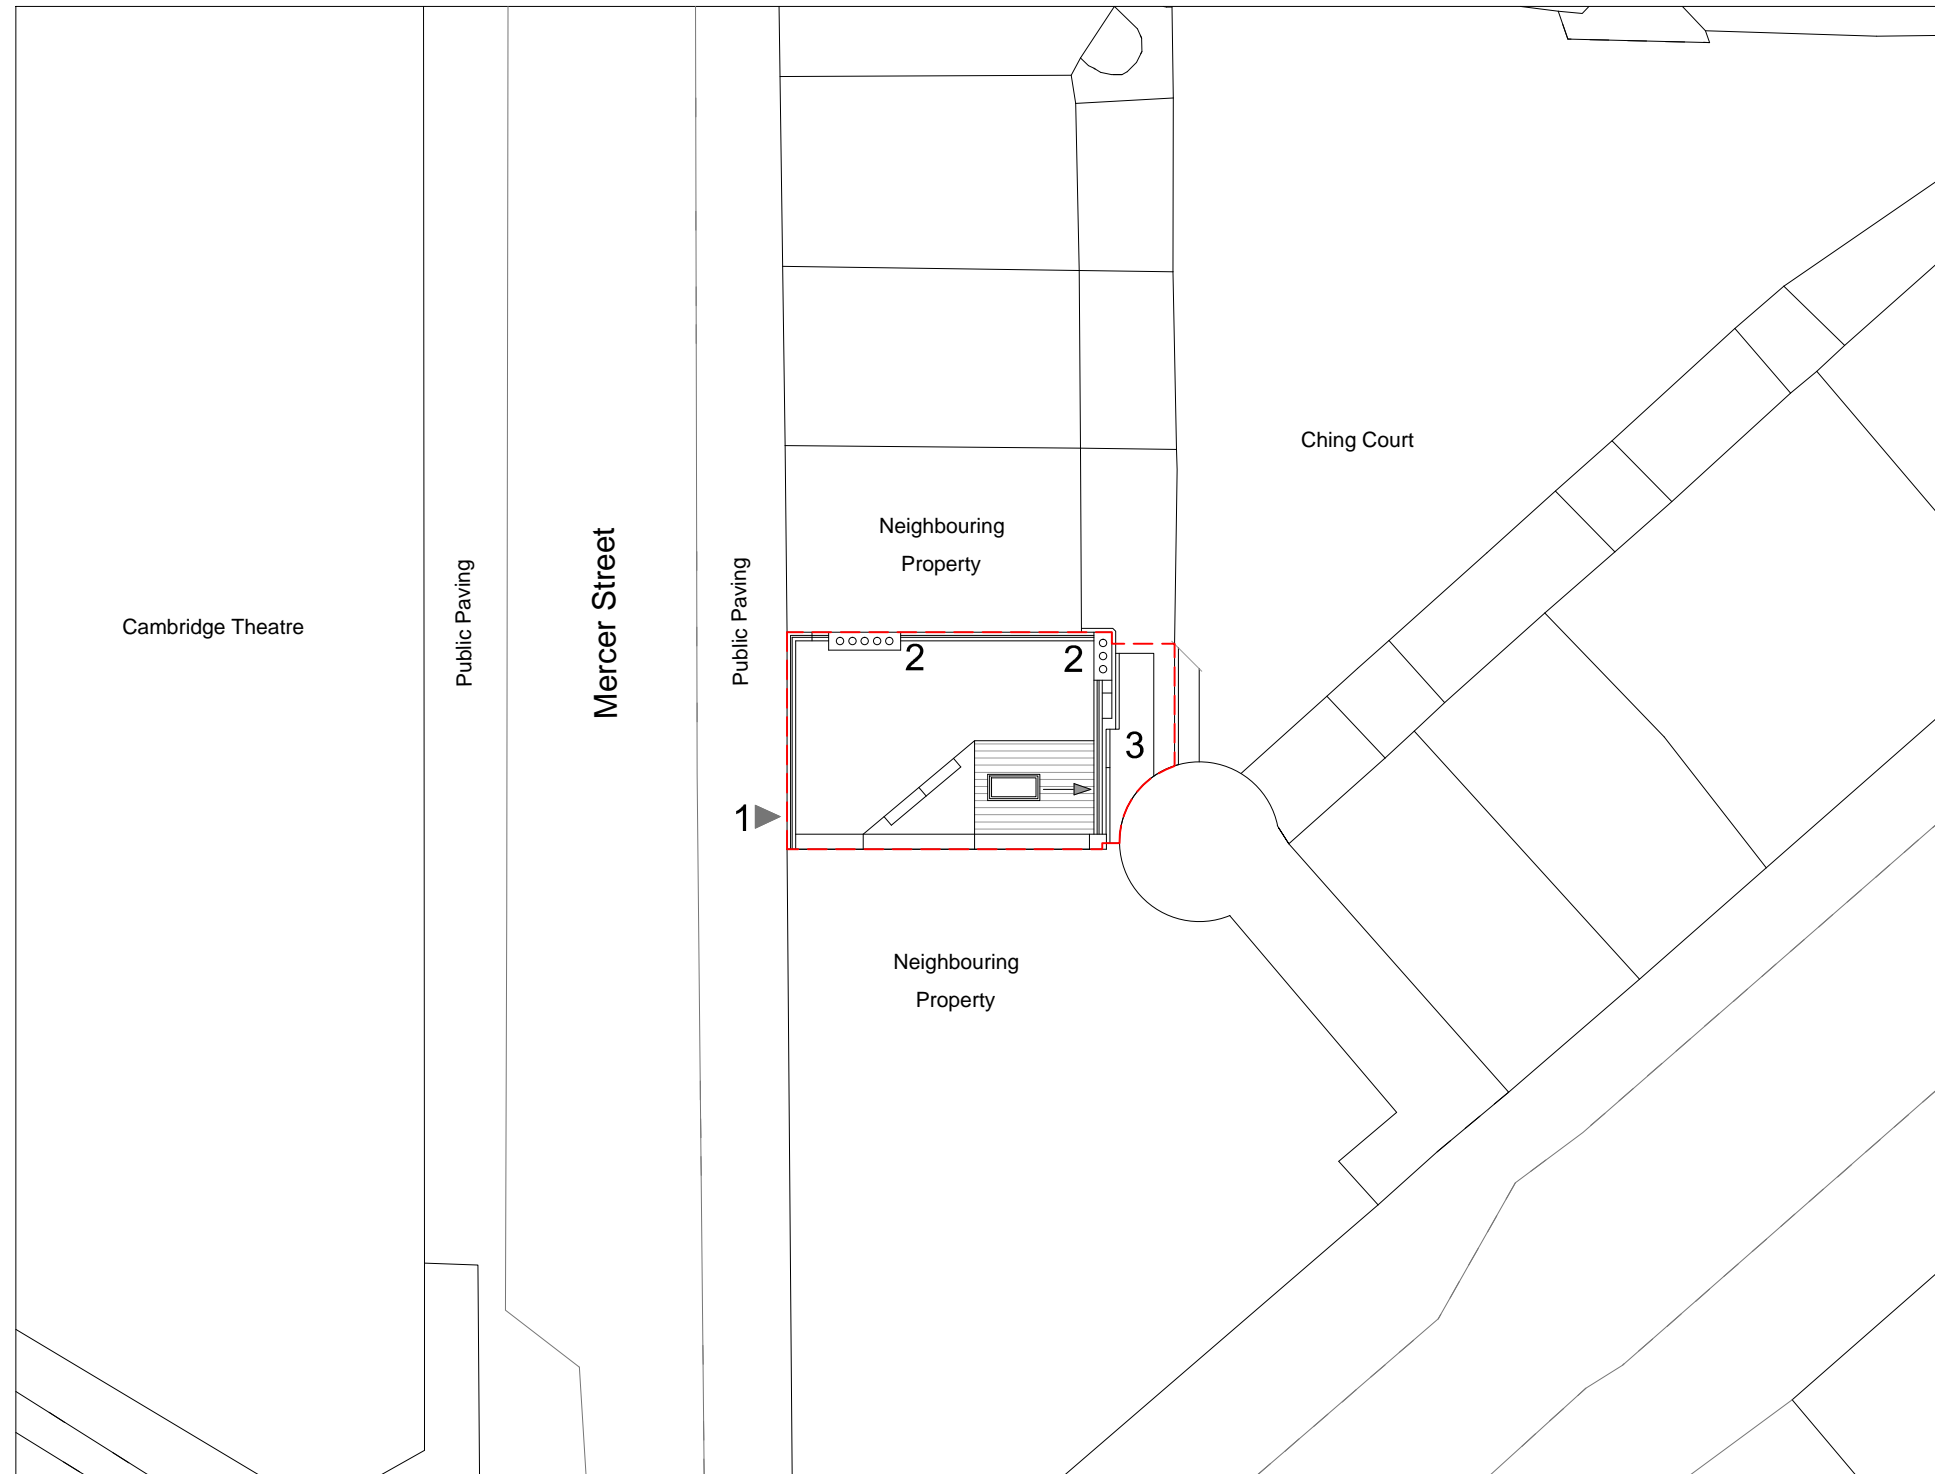 Ching Court
Neighbouring
Property
Cambridge Theatre
Public Paving
Mercer Street
Public Paving
2
2
3
1
Neighbouring
Property